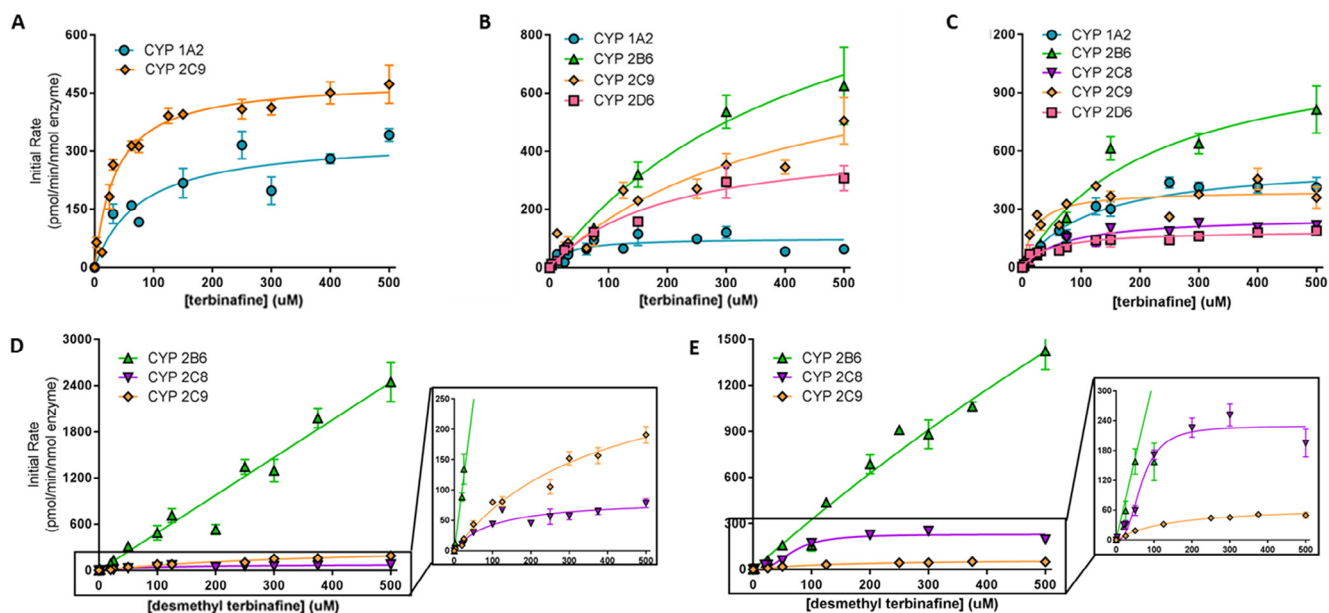 A
600
450
300
150
0
Initial Rate
(pmol/min/nmol enzyme)
CYP 1A2
CYP 2C9
0 100 200 300 400 500
[terbinafine] (uM)
B
800
600
400
200
0
CYP 1A2
CYP 2B6
CYP 2C9
CYP 2D6
0 100 200 300 400 500
[terbinafine] (uM)
C
1200
900
600
300
0
CYP 1A2
CYP 2B6
CYP 2C8
CYP 2C9
CYP 2D6
0 100 200 300 400 500
[terbinafine] (uM)
D
3000
2400
1800
1200
600
0
Initial Rate
(pmol/min/nmol enzyme)
CYP 2B6
CYP 2C8
CYP 2C9
0 100 200 300 400 500
[desmethyl terbinafine] (uM)
250
200
150
100
50
0
0 100 200 300 400 500
E
1500
1200
900
600
300
0
CYP 2B6
CYP 2C8
CYP 2C9
0 100 200 300 400 500
[desmethyl terbinafine] (uM)
300
240
180
120
60
0
0 100 200 300 400 500